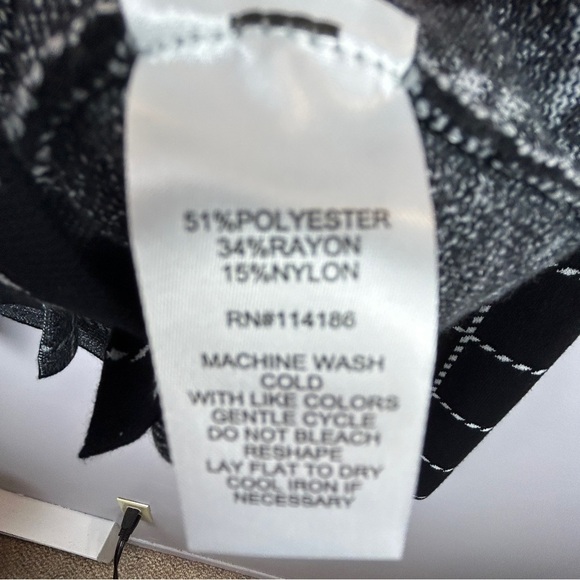 51%POLYESTER
34%RAYON
15%NYLON
RN#114186
MACHINE WASH
COLD
WITH LIKE COLORS
GENTLE CYCLE
DO NOT BLEACH
RESHAPE
LAY FLAT TO DRY
COOL IRON IF
NECESSARY